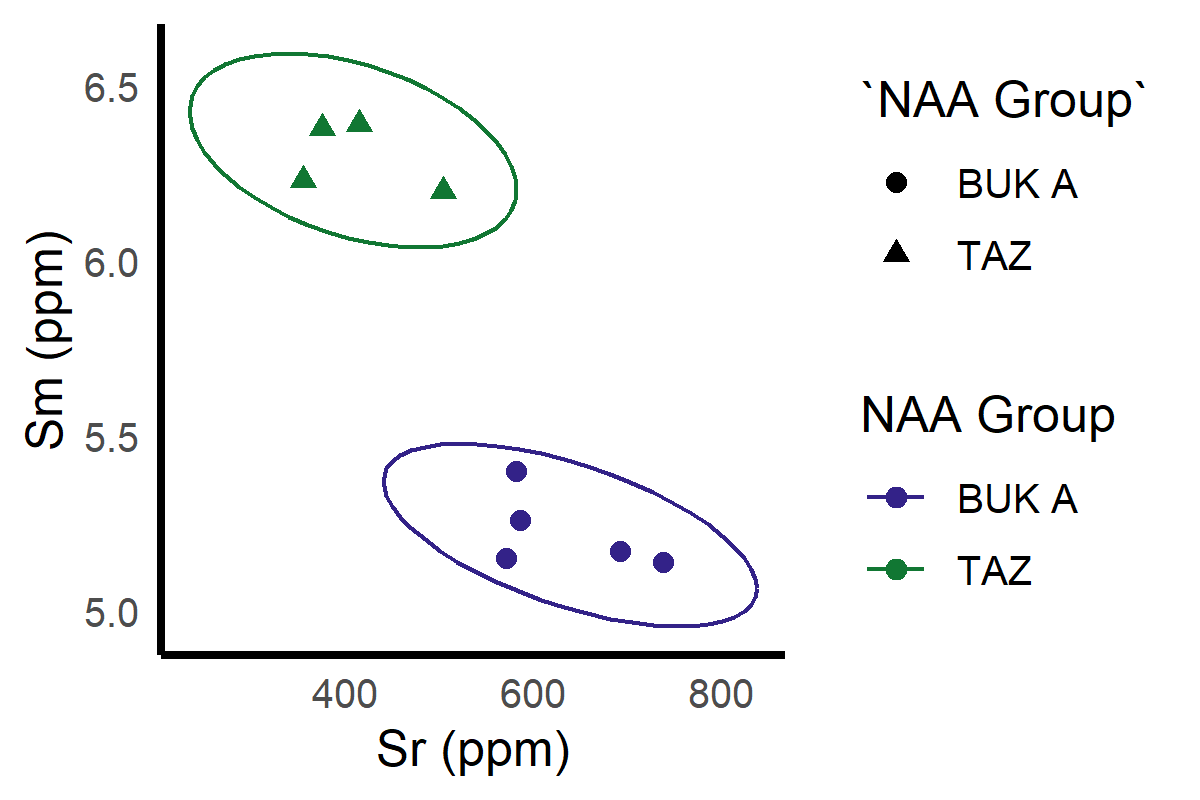 6.5
6.0
5.5
5.0
Sm (ppm)
400 600 800
Sr (ppm)
`NAA Group`
BUK A
TAZ
NAA Group
BUK A
TAZ